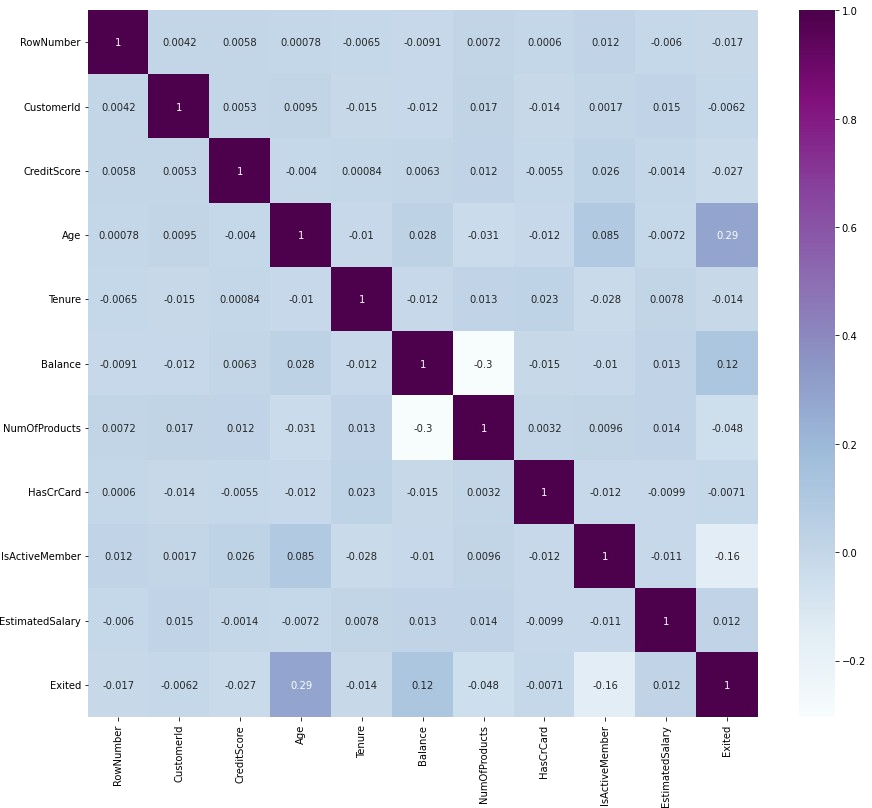 RowNumber 1 0.0042 0.0058 0.00078 -0.0065 -0.0091 0.0072 0.0006 0.012 -0.006 -0.017
CustomerId 0.0042 1 0.0053 0.0095 -0.015 -0.012 0.017 -0.014 0.0017 0.015 -0.0062
CreditScore 0.0058 0.0053 1 -0.004 0.00084 0.0063 0.012 -0.0055 0.026 -0.0014 -0.027
Age 0.00078 0.0095 -0.004 1 -0.01 0.028 -0.031 -0.012 0.085 -0.0072 0.29
Tenure -0.0065 -0.015 0.00084 -0.01 1 -0.012 0.013 0.023 -0.028 0.0078 -0.014
Balance -0.0091 -0.012 0.0063 0.028 -0.012 1 -0.3 -0.015 -0.01 0.013 0.12
NumOfProducts 0.0072 0.017 0.012 -0.031 0.013 -0.3 1 0.0032 0.0096 0.014 -0.048
HasCrCard 0.0006 -0.014 -0.0055 -0.012 0.023 -0.015 0.0032 1 -0.012 -0.0099 -0.0071
IsActiveMember 0.012 0.0017 0.026 0.085 -0.028 -0.01 0.0096 -0.012 1 -0.011 -0.16
EstimatedSalary -0.006 0.015 -0.0014 -0.0072 0.0078 0.013 0.014 -0.0099 -0.011 1 0.012
Exited -0.017 -0.0062 -0.027 0.29 -0.014 0.12 -0.048 -0.0071 -0.16 0.012 1
RowNumber
CustomerId
CreditScore
Age
Tenure
Balance
NumOfProducts
HasCrCard
IsActiveMember
EstimatedSalary
Exited
1.0
0.8
0.6
0.4
0.2
0.0
−0.2